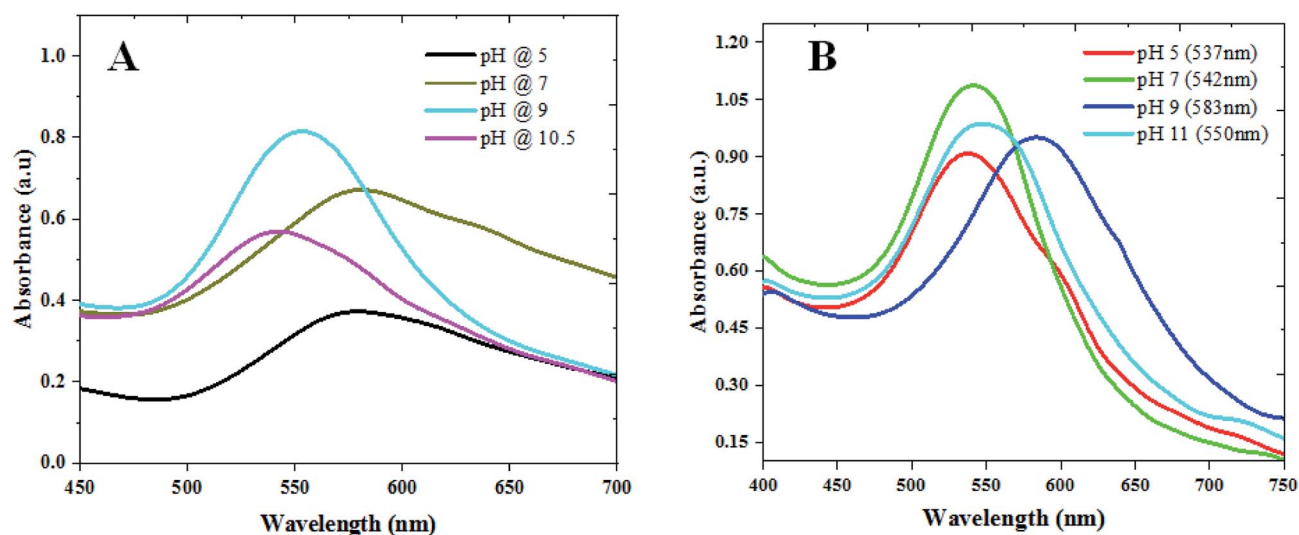 A
pH @ 5
pH @ 7
pH @ 9
pH @ 10.5
1.0
0.8
0.6
0.4
0.2
0.0
Absorbance (a.u)
450 500 550 600 650 700
Wavelength (nm)
B
pH 5 (537nm)
pH 7 (542nm)
pH 9 (583nm)
pH 11 (550nm)
1.20
1.05
0.90
0.75
0.60
0.45
0.30
0.15
Absorbance (a.u.)
400 450 500 550 600 650 700 750
Wavelength (nm)